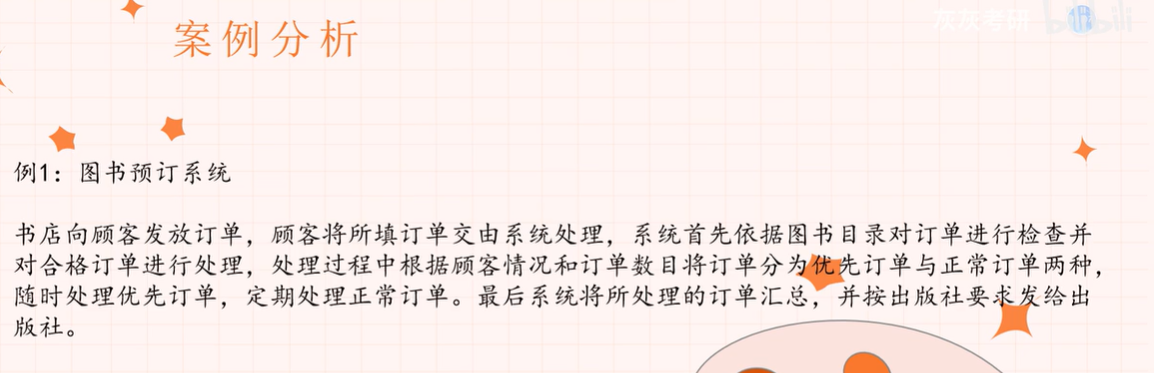 灰灰考研 bilibili
案例分析
例1：图书预订系统
书店向顾客发放订单，顾客将所填订单交由系统处理，系统首先依据图书目录对订单进行检查并
对合格订单进行处理，处理过程中根据顾客情况和订单数目将订单分为优先订单与正常订单两种，
随时处理优先订单，定期处理正常订单。最后系统将所处理的订单汇总，并按出版社要求发给出
版社。